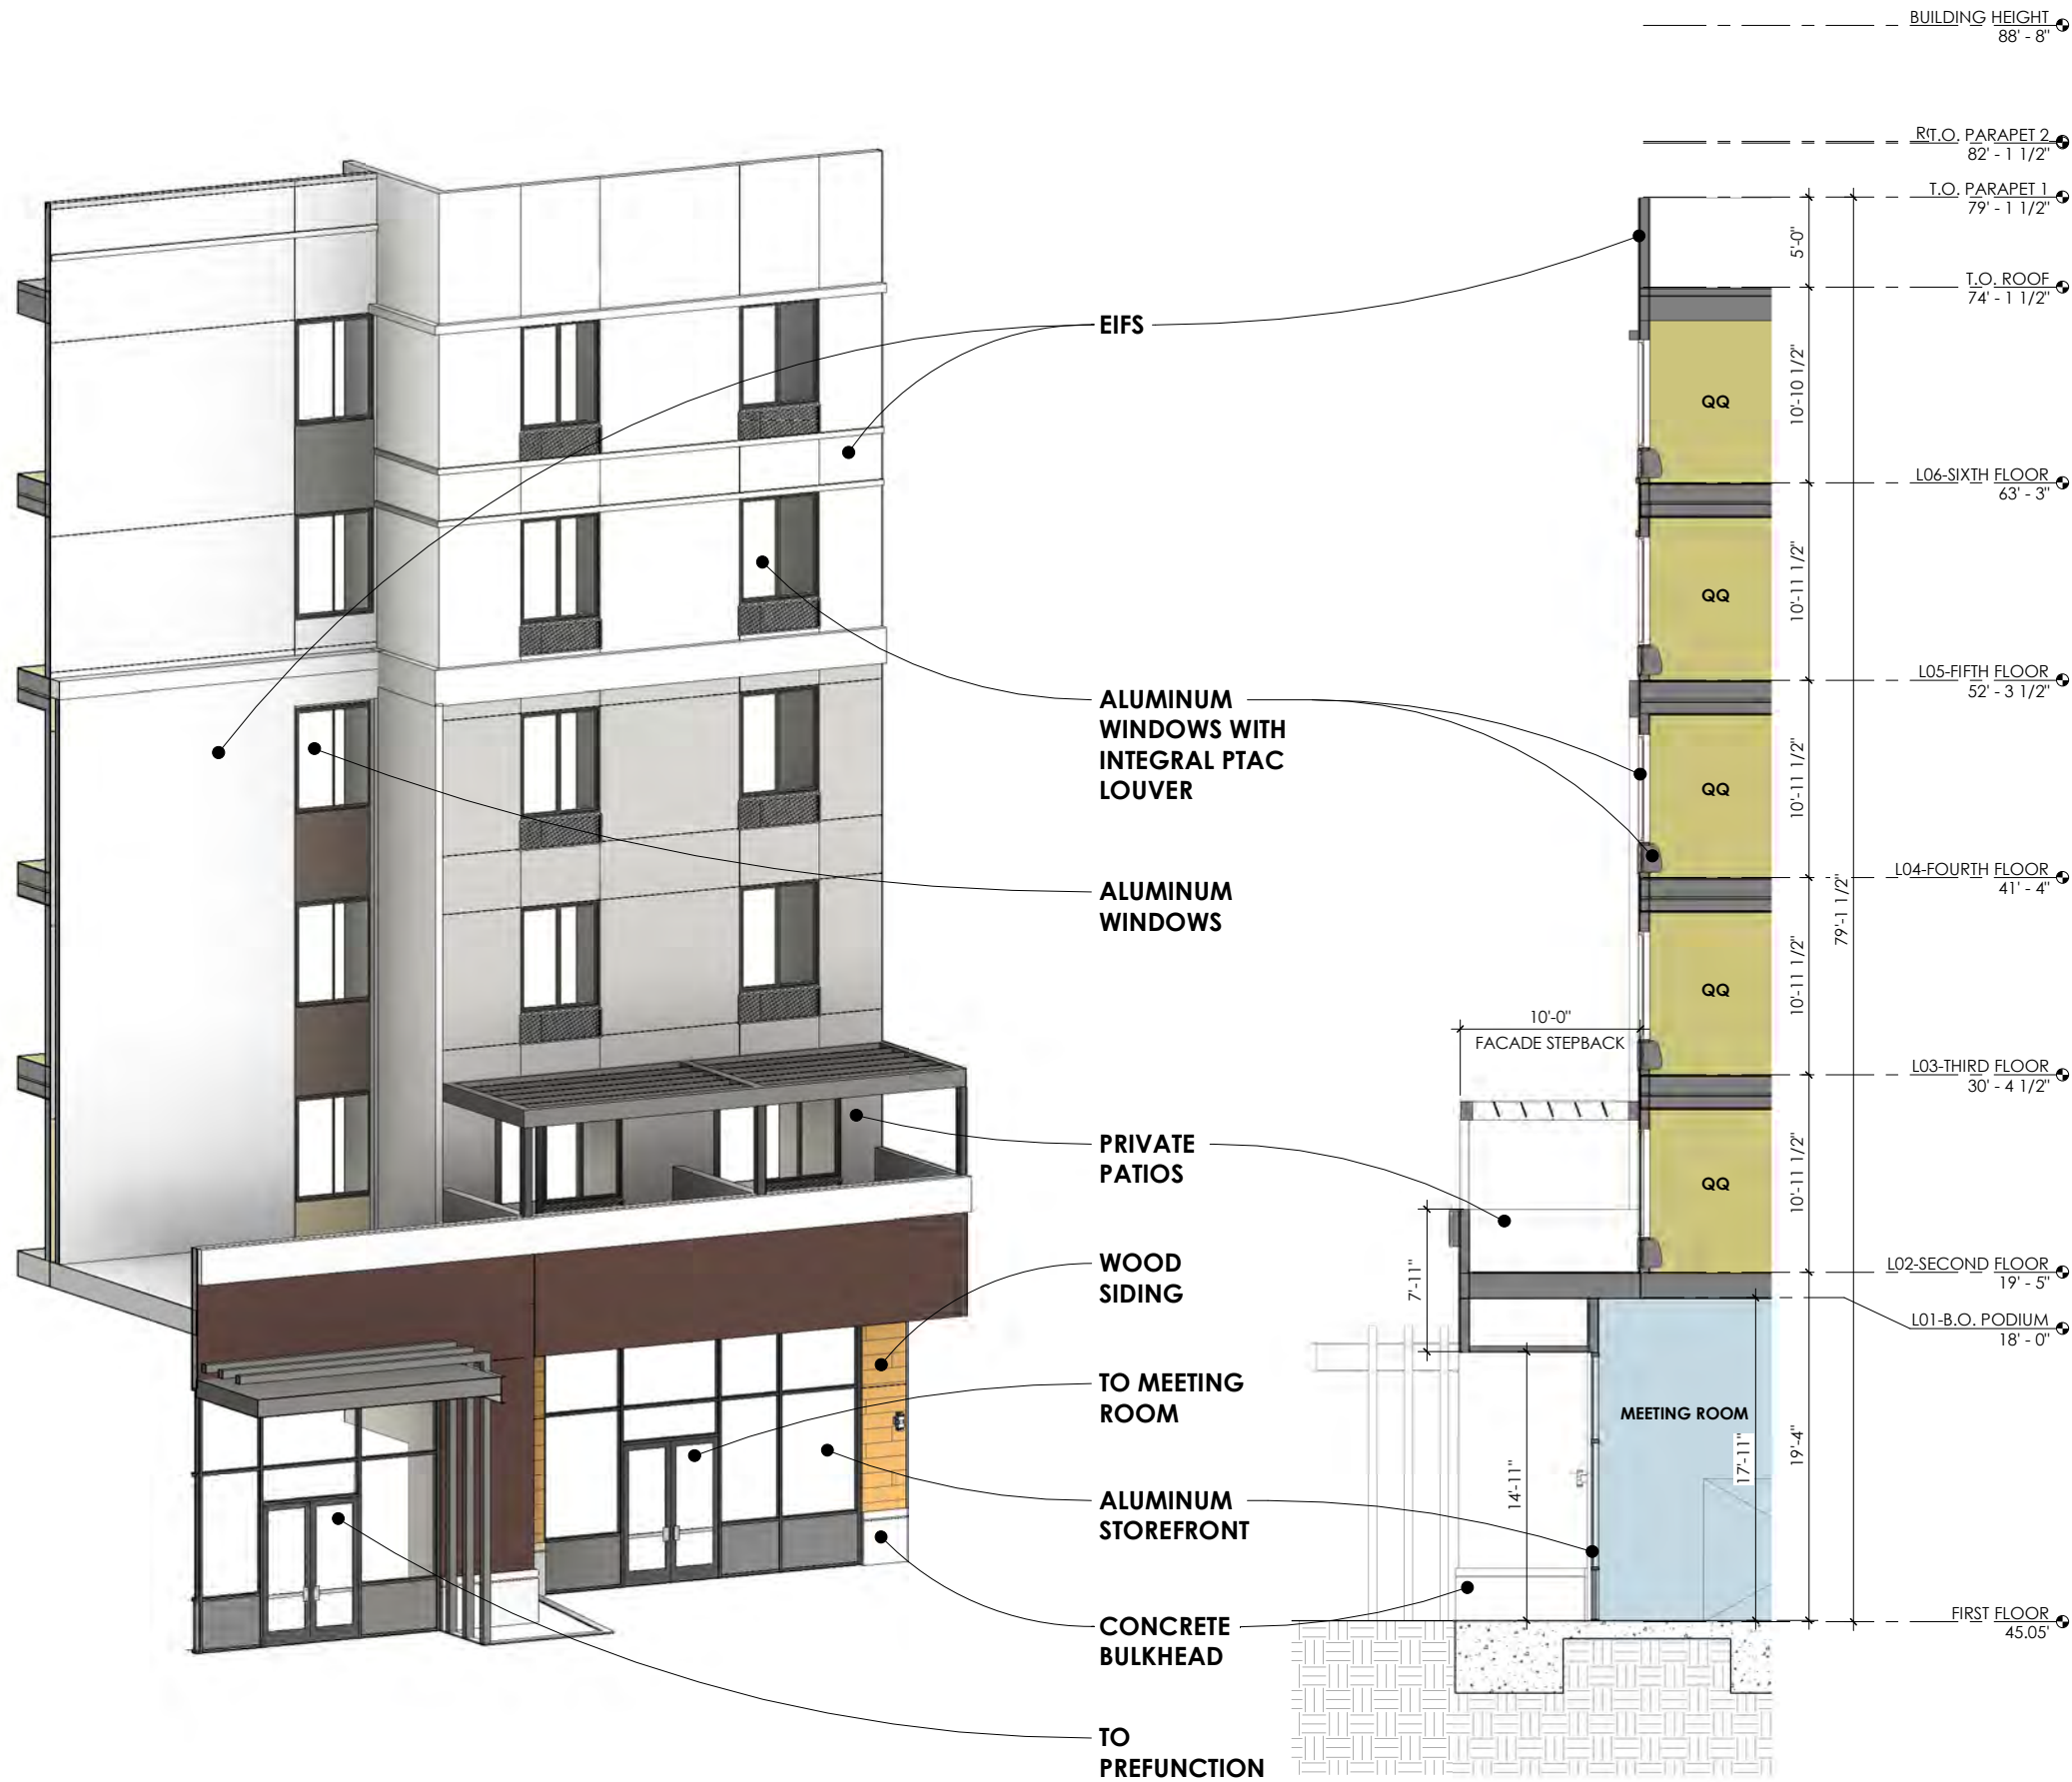 BUILDING HEIGHT
88' - 8"
T.O. PARAPET 2
82' - 1 1/2"
T.O. PARAPET 1
79' - 1 1/2"
5'-0"
T.O. ROOF
74' - 1 1/2"
EIFS
10'-10 1/2"
QQ
L06-SIXTH FLOOR
63' - 3"
10'-11 1/2"
QQ
L05-FIFTH FLOOR
52' - 3 1/2"
ALUMINUM
WINDOWS WITH
INTEGRAL PTAC
LOUVER
10'-11 1/2"
QQ
L04-FOURTH FLOOR
41' - 4"
79'-1 1/2"
ALUMINUM
WINDOWS
10'-11 1/2"
QQ
10'-0"
FACADE STEPBACK
L03-THIRD FLOOR
30' - 4 1/2"
PRIVATE
PATIOS
10'-11 1/2"
QQ
7'-11"
L02-SECOND FLOOR
19' - 5"
WOOD
SIDING
L01-B.O. PODIUM
18' - 0"
TO MEETING
ROOM
MEETING ROOM
17'-11"
19'-4"
14'-11"
ALUMINUM
STOREFRONT
CONCRETE
BULKHEAD
FIRST FLOOR
45.05'
TO
PREFUNCTION